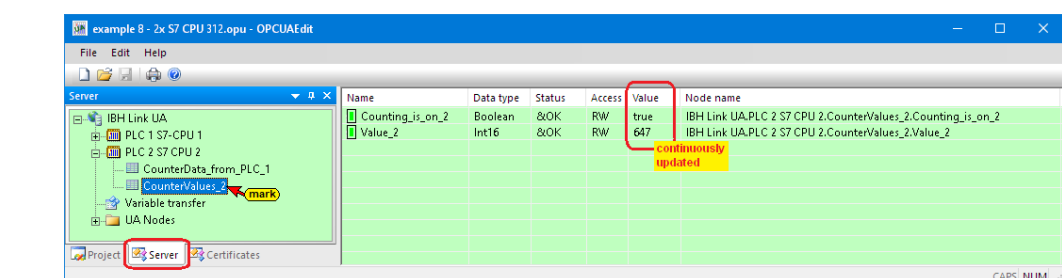 example 8 - 2x S7 CPU 312.opu - OPCUAEdit
File Edit Help
Server
IBH Link UA
PLC 1 S7-CPU 1
PLC 2 S7 CPU 2
CounterData_from_PLC_1
CounterValues_2
mark
Variable transfer
UA Nodes
Project Server Certificates
Name Data type Status Access Value Node name
Counting_is_on_2 Boolean &OK RW true IBH Link UA.PLC 2 S7 CPU 2.CounterValues_2.Counting_is_on_2
Value_2 Int16 &OK RW 647 IBH Link UA.PLC 2 S7 CPU 2.CounterValues_2.Value_2
continuously
updated
CAPS NUM